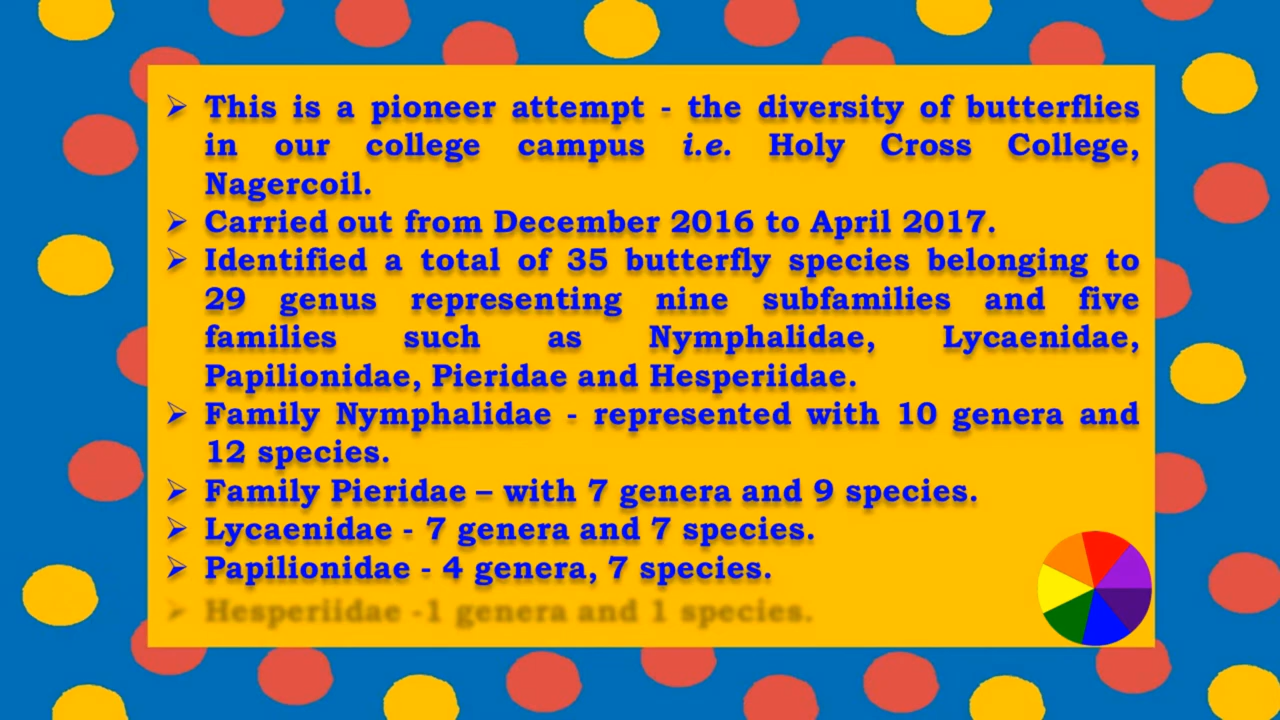 ➢ This is a pioneer attempt - the diversity of butterflies
in our college campus i.e. Holy Cross College,
Nagercoil.
➢ Carried out from December 2016 to April 2017.
➢ Identified a total of 35 butterfly species belonging to
29 genus representing nine subfamilies and five
families such as Nymphalidae, Lycaenidae,
Papilionidae, Pieridae and Hesperiidae.
➢ Family Nymphalidae - represented with 10 genera and
12 species.
➢ Family Pieridae – with 7 genera and 9 species.
➢ Lycaenidae - 7 genera and 7 species.
➢ Papilionidae - 4 genera, 7 species.
➢ Hesperiidae -1 genera and 1 species.